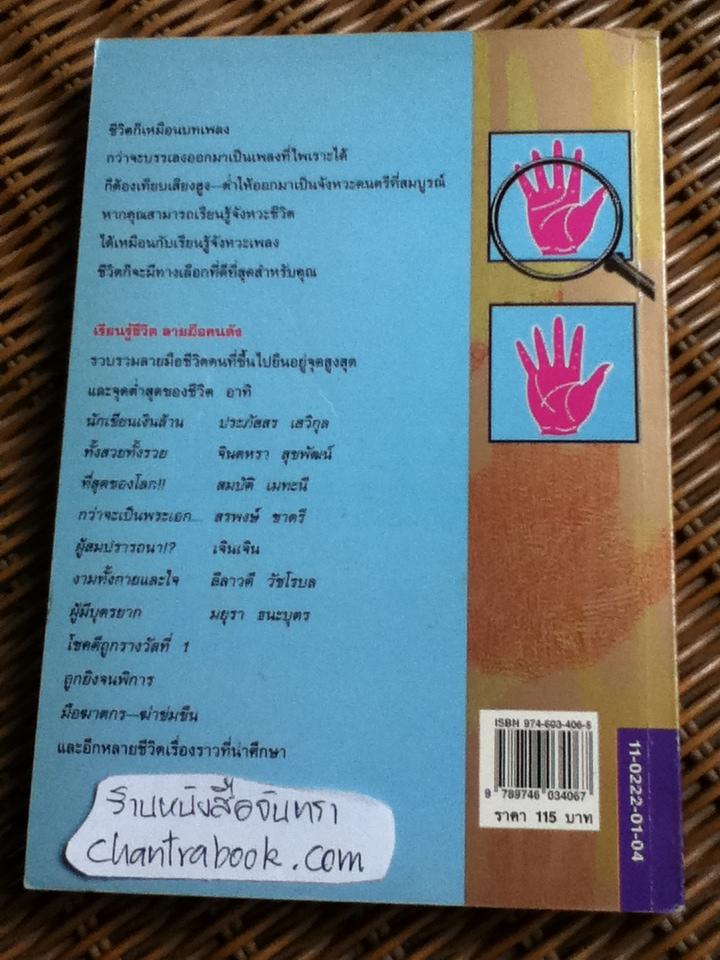 ชีวิตก็เหมือนบทเพลง
กว่าจะบรรเลงออกมาเป็นเพลงที่ไพเราะได้
ก็ต้องเทียบเสียงสูง—ต่ำให้ออกมาเป็นจังหวะดนตรีที่สมบูรณ์
หากคุณสามารถเรียนรู้จังหวะชีวิต
ได้เหมือนกับเรียนรู้จังหวะเพลง
ชีวิตก็จะมีทางเลือกที่ดีที่สุดสำหรับคุณ
เรียนรู้ชีวิต ลายมือคนดัง
รวบรวมลายมือชีวิตคนที่ขึ้นไปยืนอยู่จุดสูงสุด
และจุดต่ำสุดของชีวิต อาทิ
นักเขียนเงินล้าน ประภัสสร เสวิกุล
ทั้งสวยทั้งรวย จินตหรา สุขพัฒน์
ที่สุดของโลก!! สมบัติ เมทะนี
กว่าจะเป็นพระเอก... สรพงษ์ ชาตรี
ผู้สมปรารถนา!? เจินเจิน
งามทั้งกายและใจ ลีลาวดี วัชโรบล
ผู้มีบุตรยาก มยุรา ธนะบุตร
โชคดีถูกรางวัลที่ 1
ถูกยิงจนพิการ
มือฆาตกร—ฆ่าข่มขืน
และอีกหลายชีวิตเรื่องราวที่น่าศึกษา
ร้านหนังสือจันทรา
chantrabook.com
ISBN 974-603-406-5
9 789746 034067
ราคา 115 บาท
11-0222-01-04